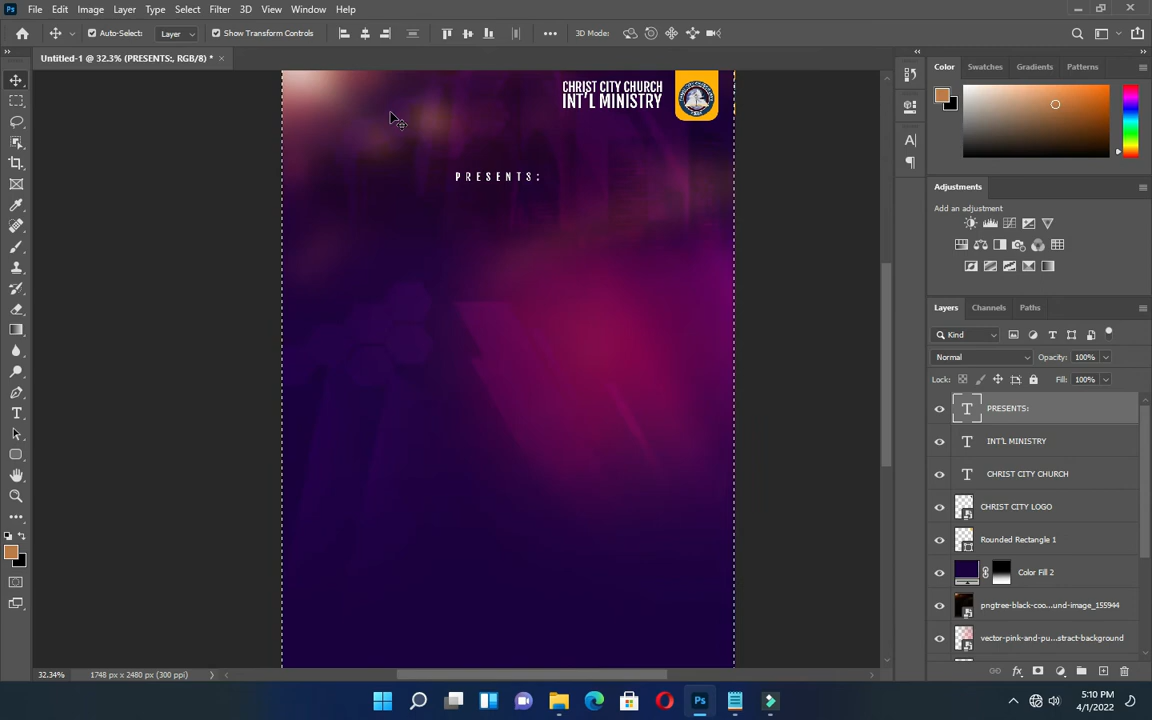 File Edit Image Layer Type Select Filter 3D View Window Help
Auto-Select: Layer Show Transform Controls 3D Mode:
Untitled-1 @ 32.3% (PRESENTS:, RGB/8) *
CHRIST CITY CHURCH
INT'L MINISTRY
PRESENTS:
Color Swatches Gradients Patterns
Adjustments
Add an adjustment
Layers Channels Paths
Kind
Normal Opacity: 100%
Lock: Fill: 100%
PRESENTS:
INT'L MINISTRY
CHRIST CITY CHURCH
CHRIST CITY LOGO
Rounded Rectangle 1
Color Fill 2
pngtree-black-coo...und-image_155944
vector-pink-and-pu...stract-background
32.34% 1748 px x 2480 px (300 ppi)
5:10 PM
4/1/2022